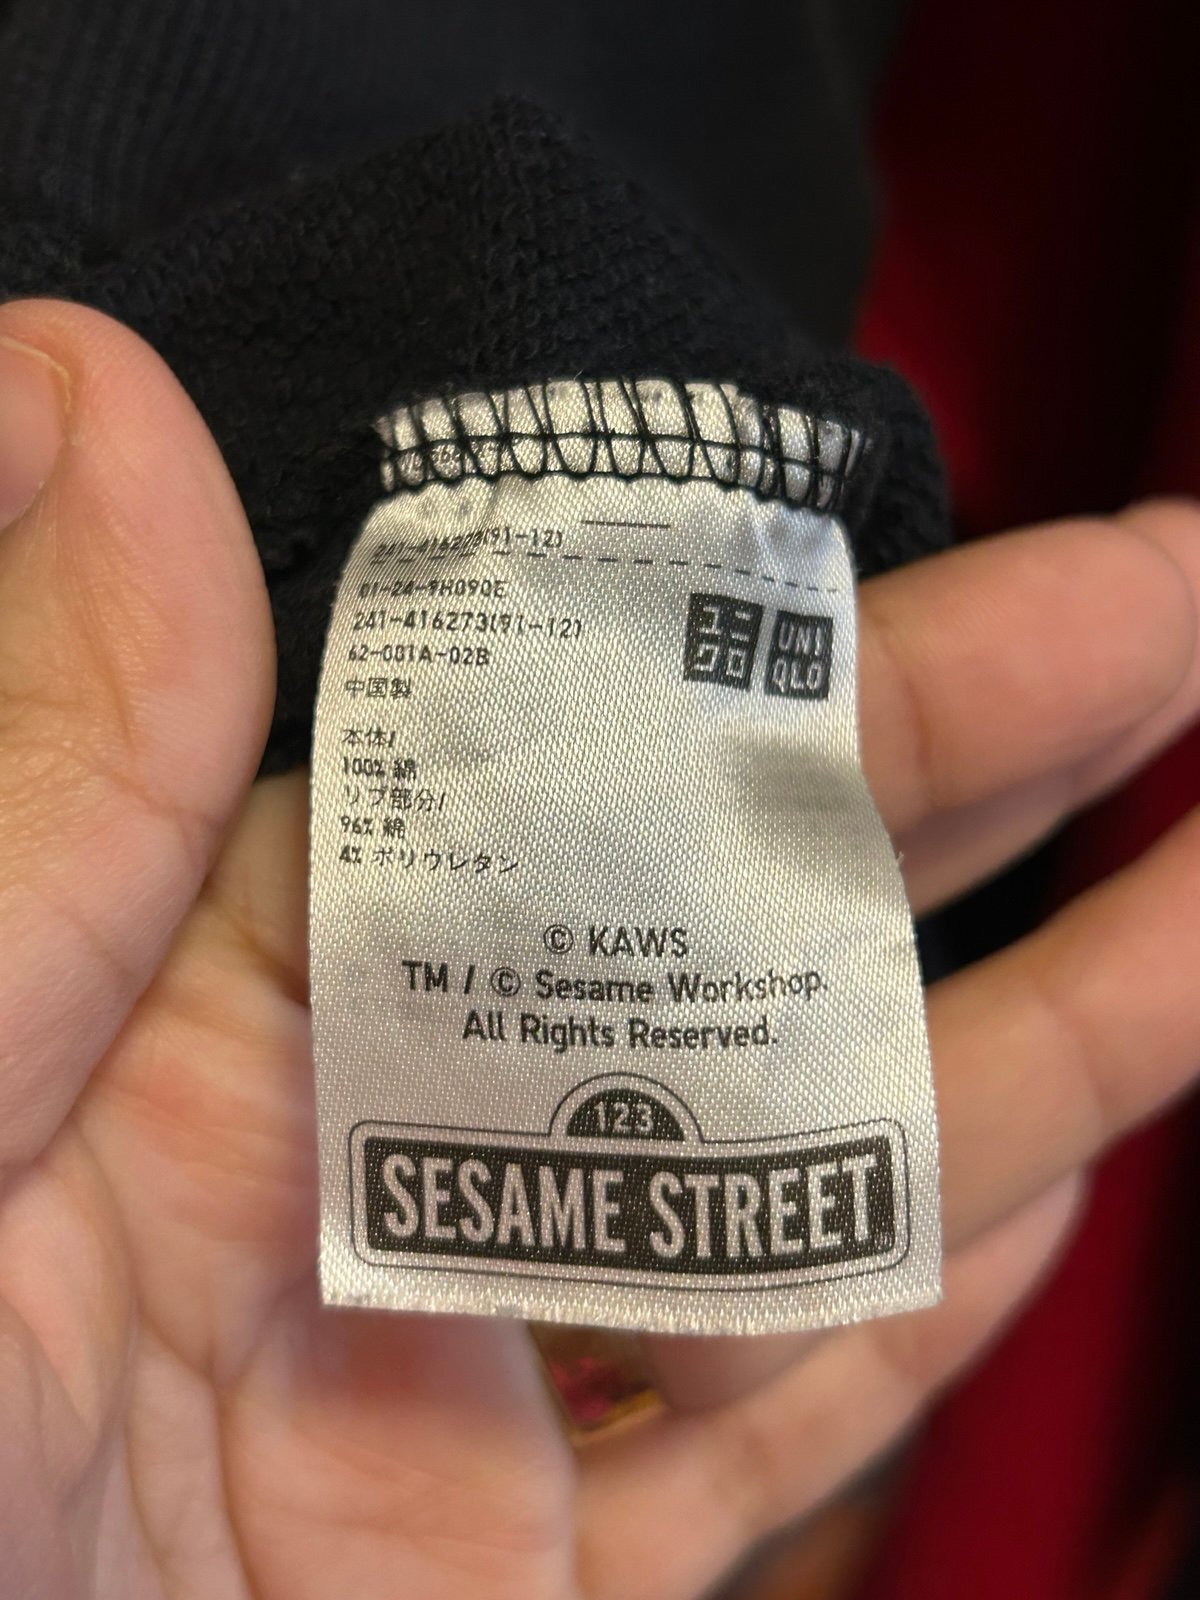 241-416273(91-12)
01-24-9H090E
241-416273(91-12)
62-001A-02B
中国製
本体/
100% 綿
リブ部分/
96% 綿
4% ポリウレタン
ユニ
クロ
UNI
QLO
© KAWS
TM / © Sesame Workshop.
All Rights Reserved.
123
SESAME STREET